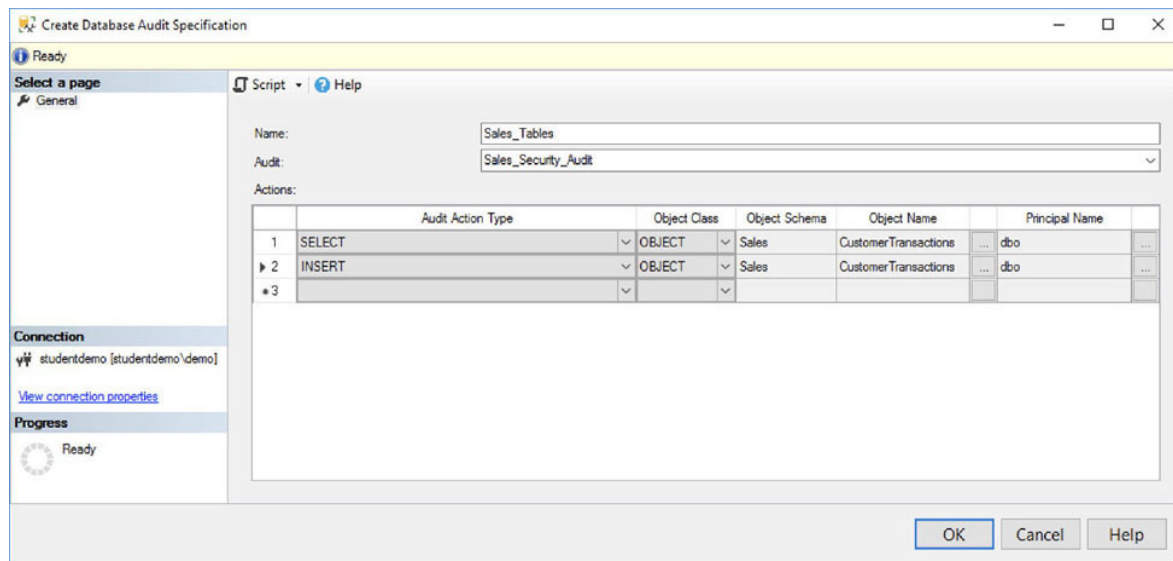 Create Database Audit Specification
Ready
Select a page
General
Script Help
Name: Sales_Tables
Audit: Sales_Security_Audit
Actions:
Audit Action Type Object Class Object Schema Object Name Principal Name
1 SELECT OBJECT Sales CustomerTransactions ... dbo ...
2 INSERT OBJECT Sales CustomerTransactions ... dbo ...
3
Connection
studentdemo [studentdemo\demo]
View connection properties
Progress
Ready
OK Cancel Help